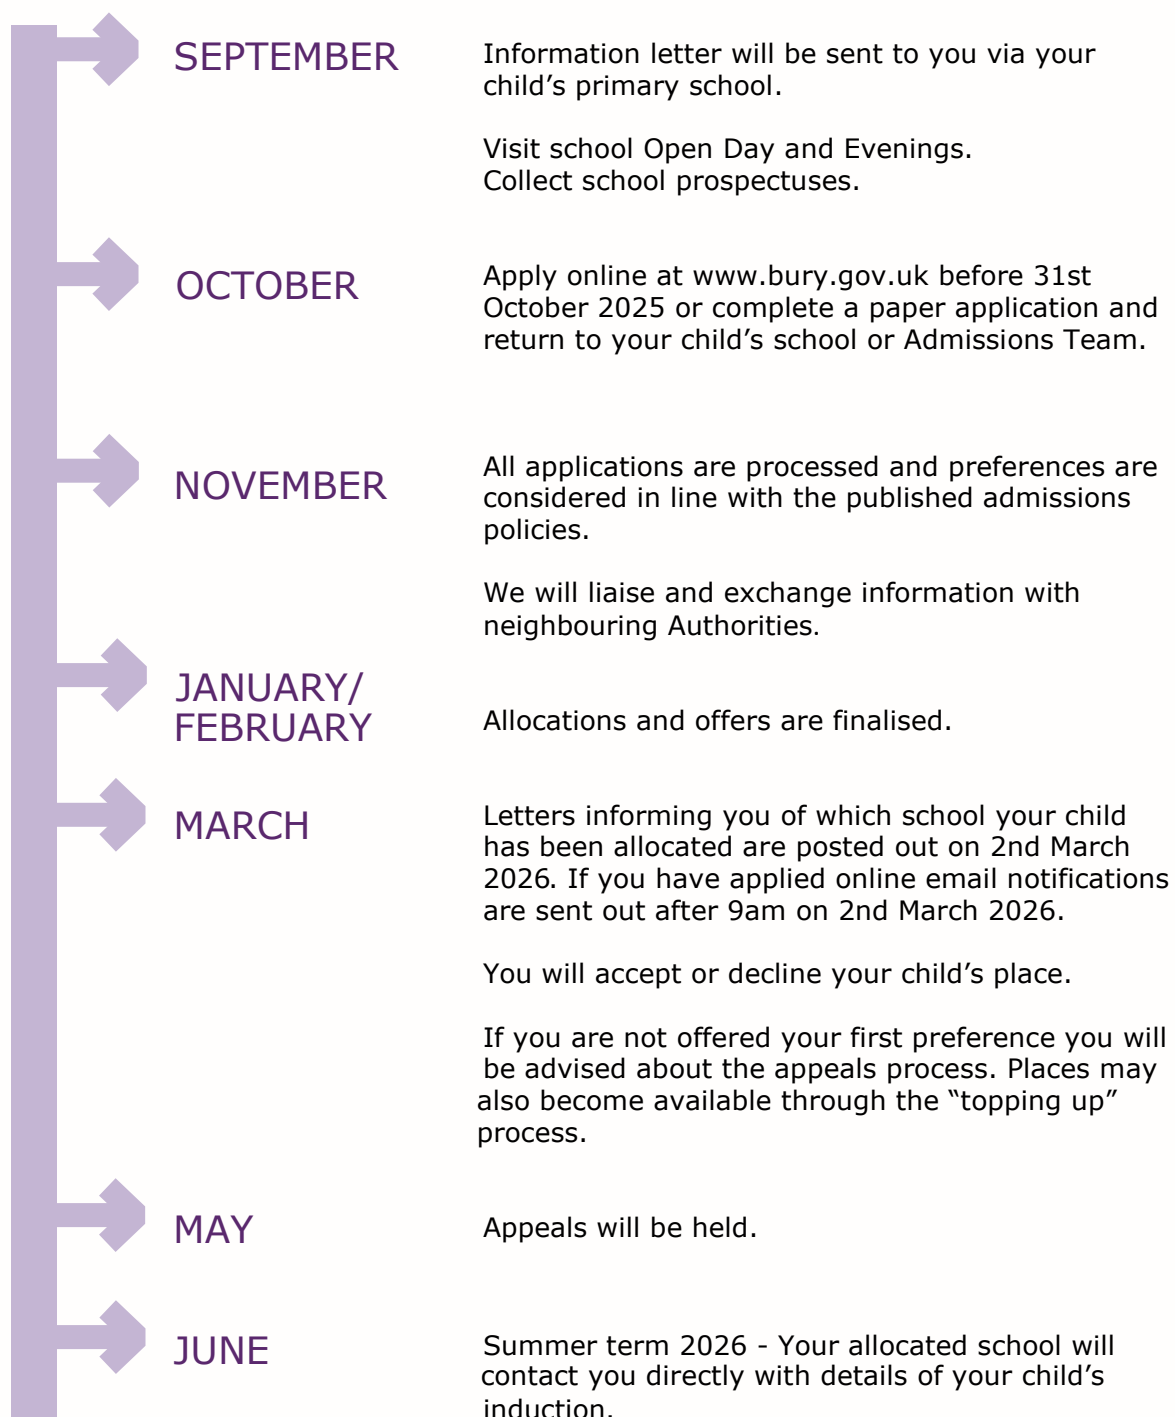 SEPTEMBER
Information letter will be sent to you via your
child’s primary school.
Visit school Open Day and Evenings.
Collect school prospectuses.
OCTOBER
Apply online at www.bury.gov.uk before 31st
October 2025 or complete a paper application and
return to your child’s school or Admissions Team.
NOVEMBER
All applications are processed and preferences are
considered in line with the published admissions
policies.
We will liaise and exchange information with
neighbouring Authorities.
JANUARY/
FEBRUARY
Allocations and offers are finalised.
MARCH
Letters informing you of which school your child
has been allocated are posted out on 2nd March
2026. If you have applied online email notifications
are sent out after 9am on 2nd March 2026.
You will accept or decline your child’s place.
If you are not offered your first preference you will
be advised about the appeals process. Places may
also become available through the “topping up”
process.
MAY
Appeals will be held.
JUNE
Summer term 2026 - Your allocated school will
contact you directly with details of your child’s
induction.